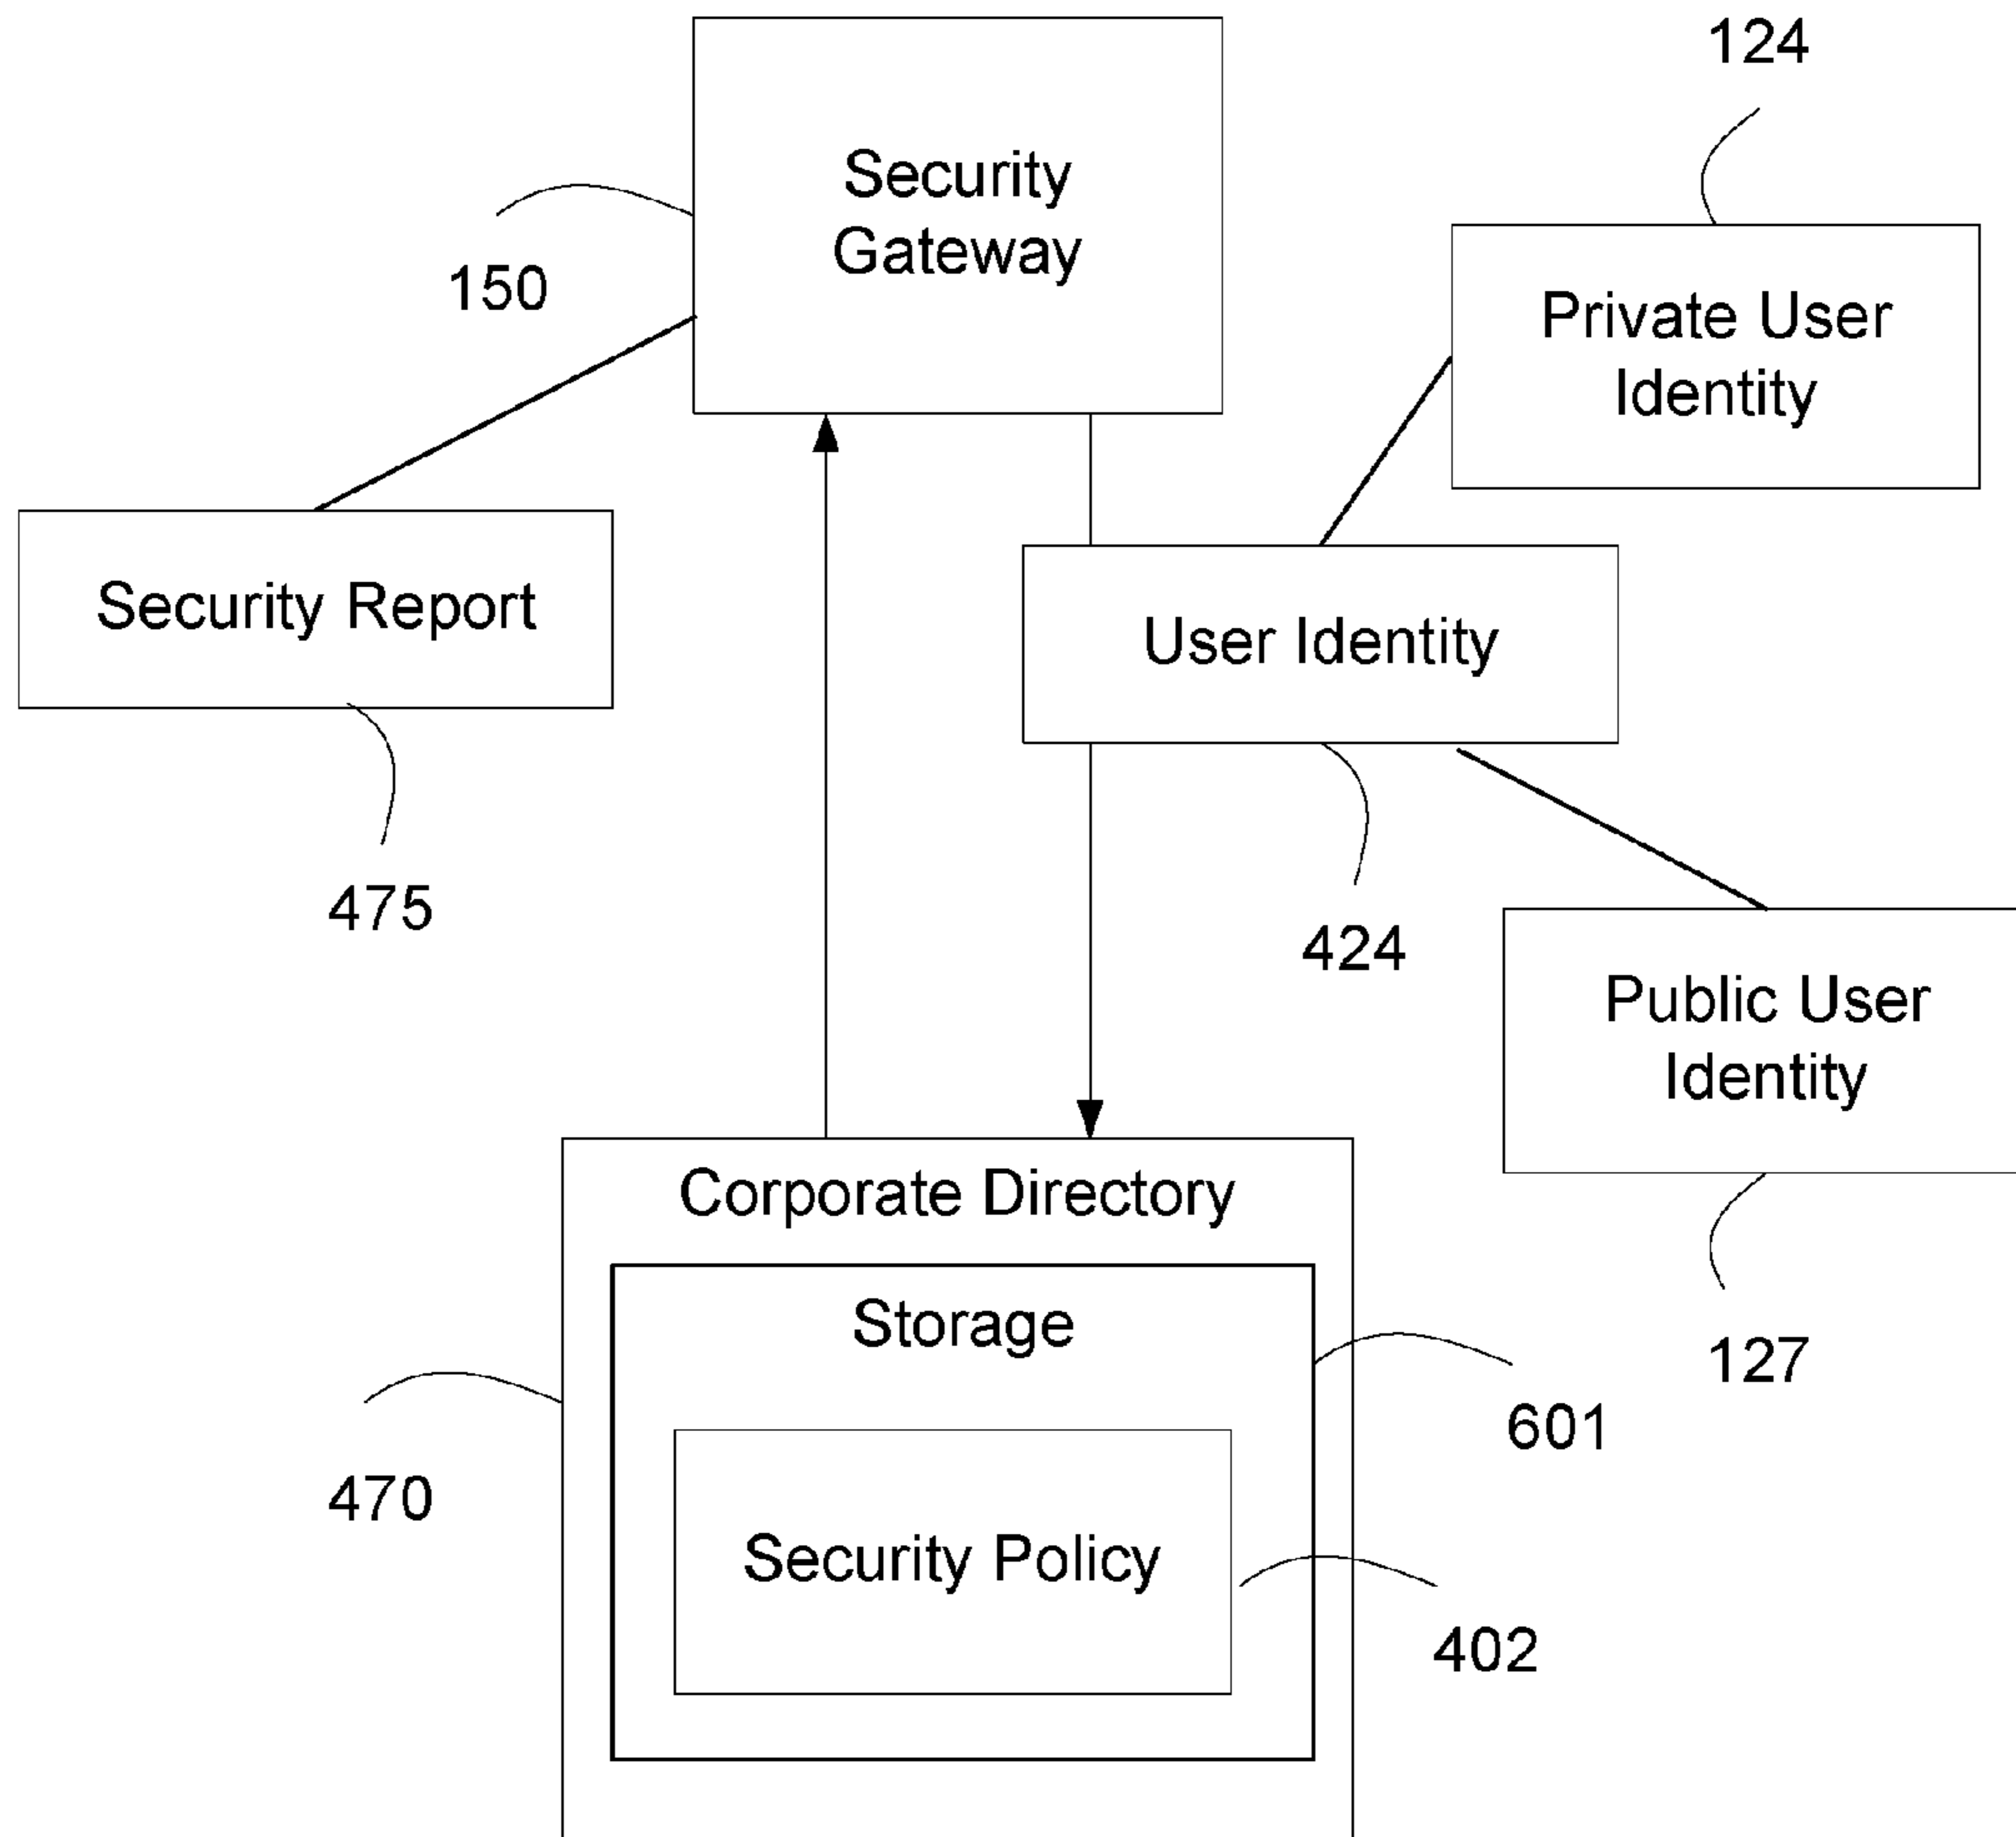 124
Security
Gateway
150
Private User
Identity
Security Report
User Identity
475
424
Public User
Identity
Corporate Directory
Storage
127
601
470
Security Policy
402